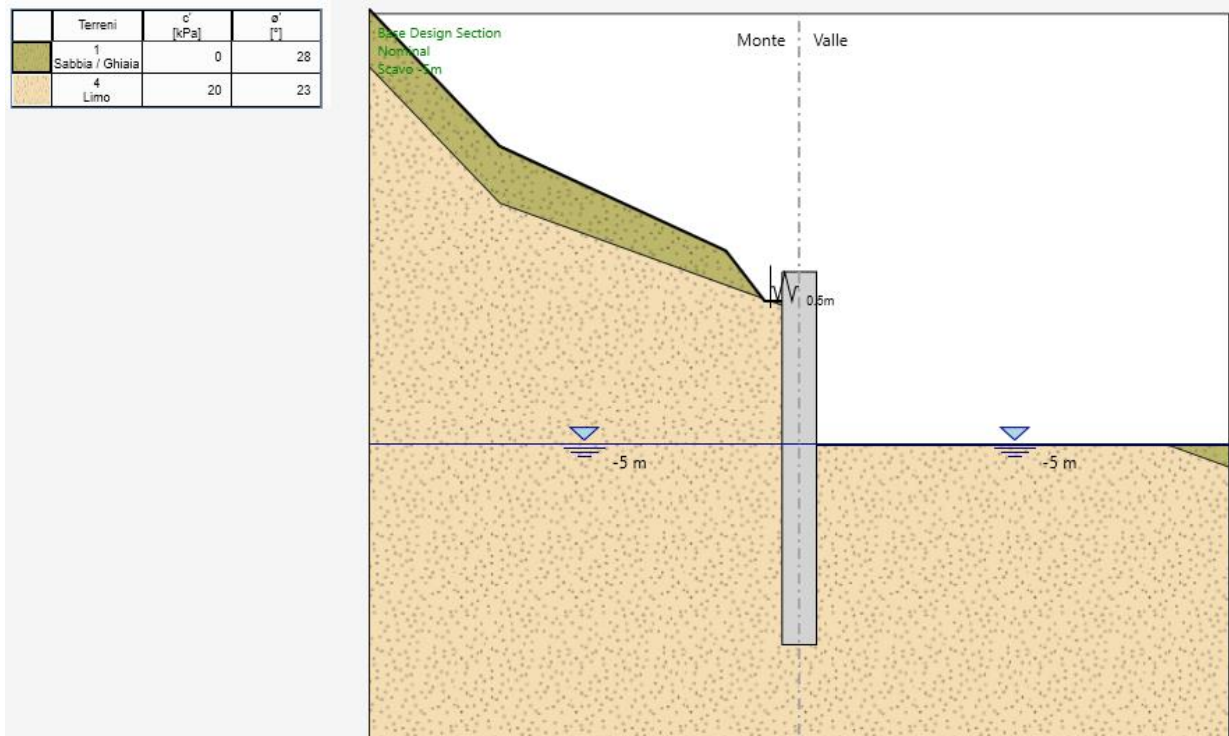 Terreni c' ø'
[kPa] [°]
1
Sabbia / Ghiaia 0 28
4
Limo 20 23
Base Design Section
Nominal
Scavo -5m
Monte Valle
0.5m
-5 m -5 m